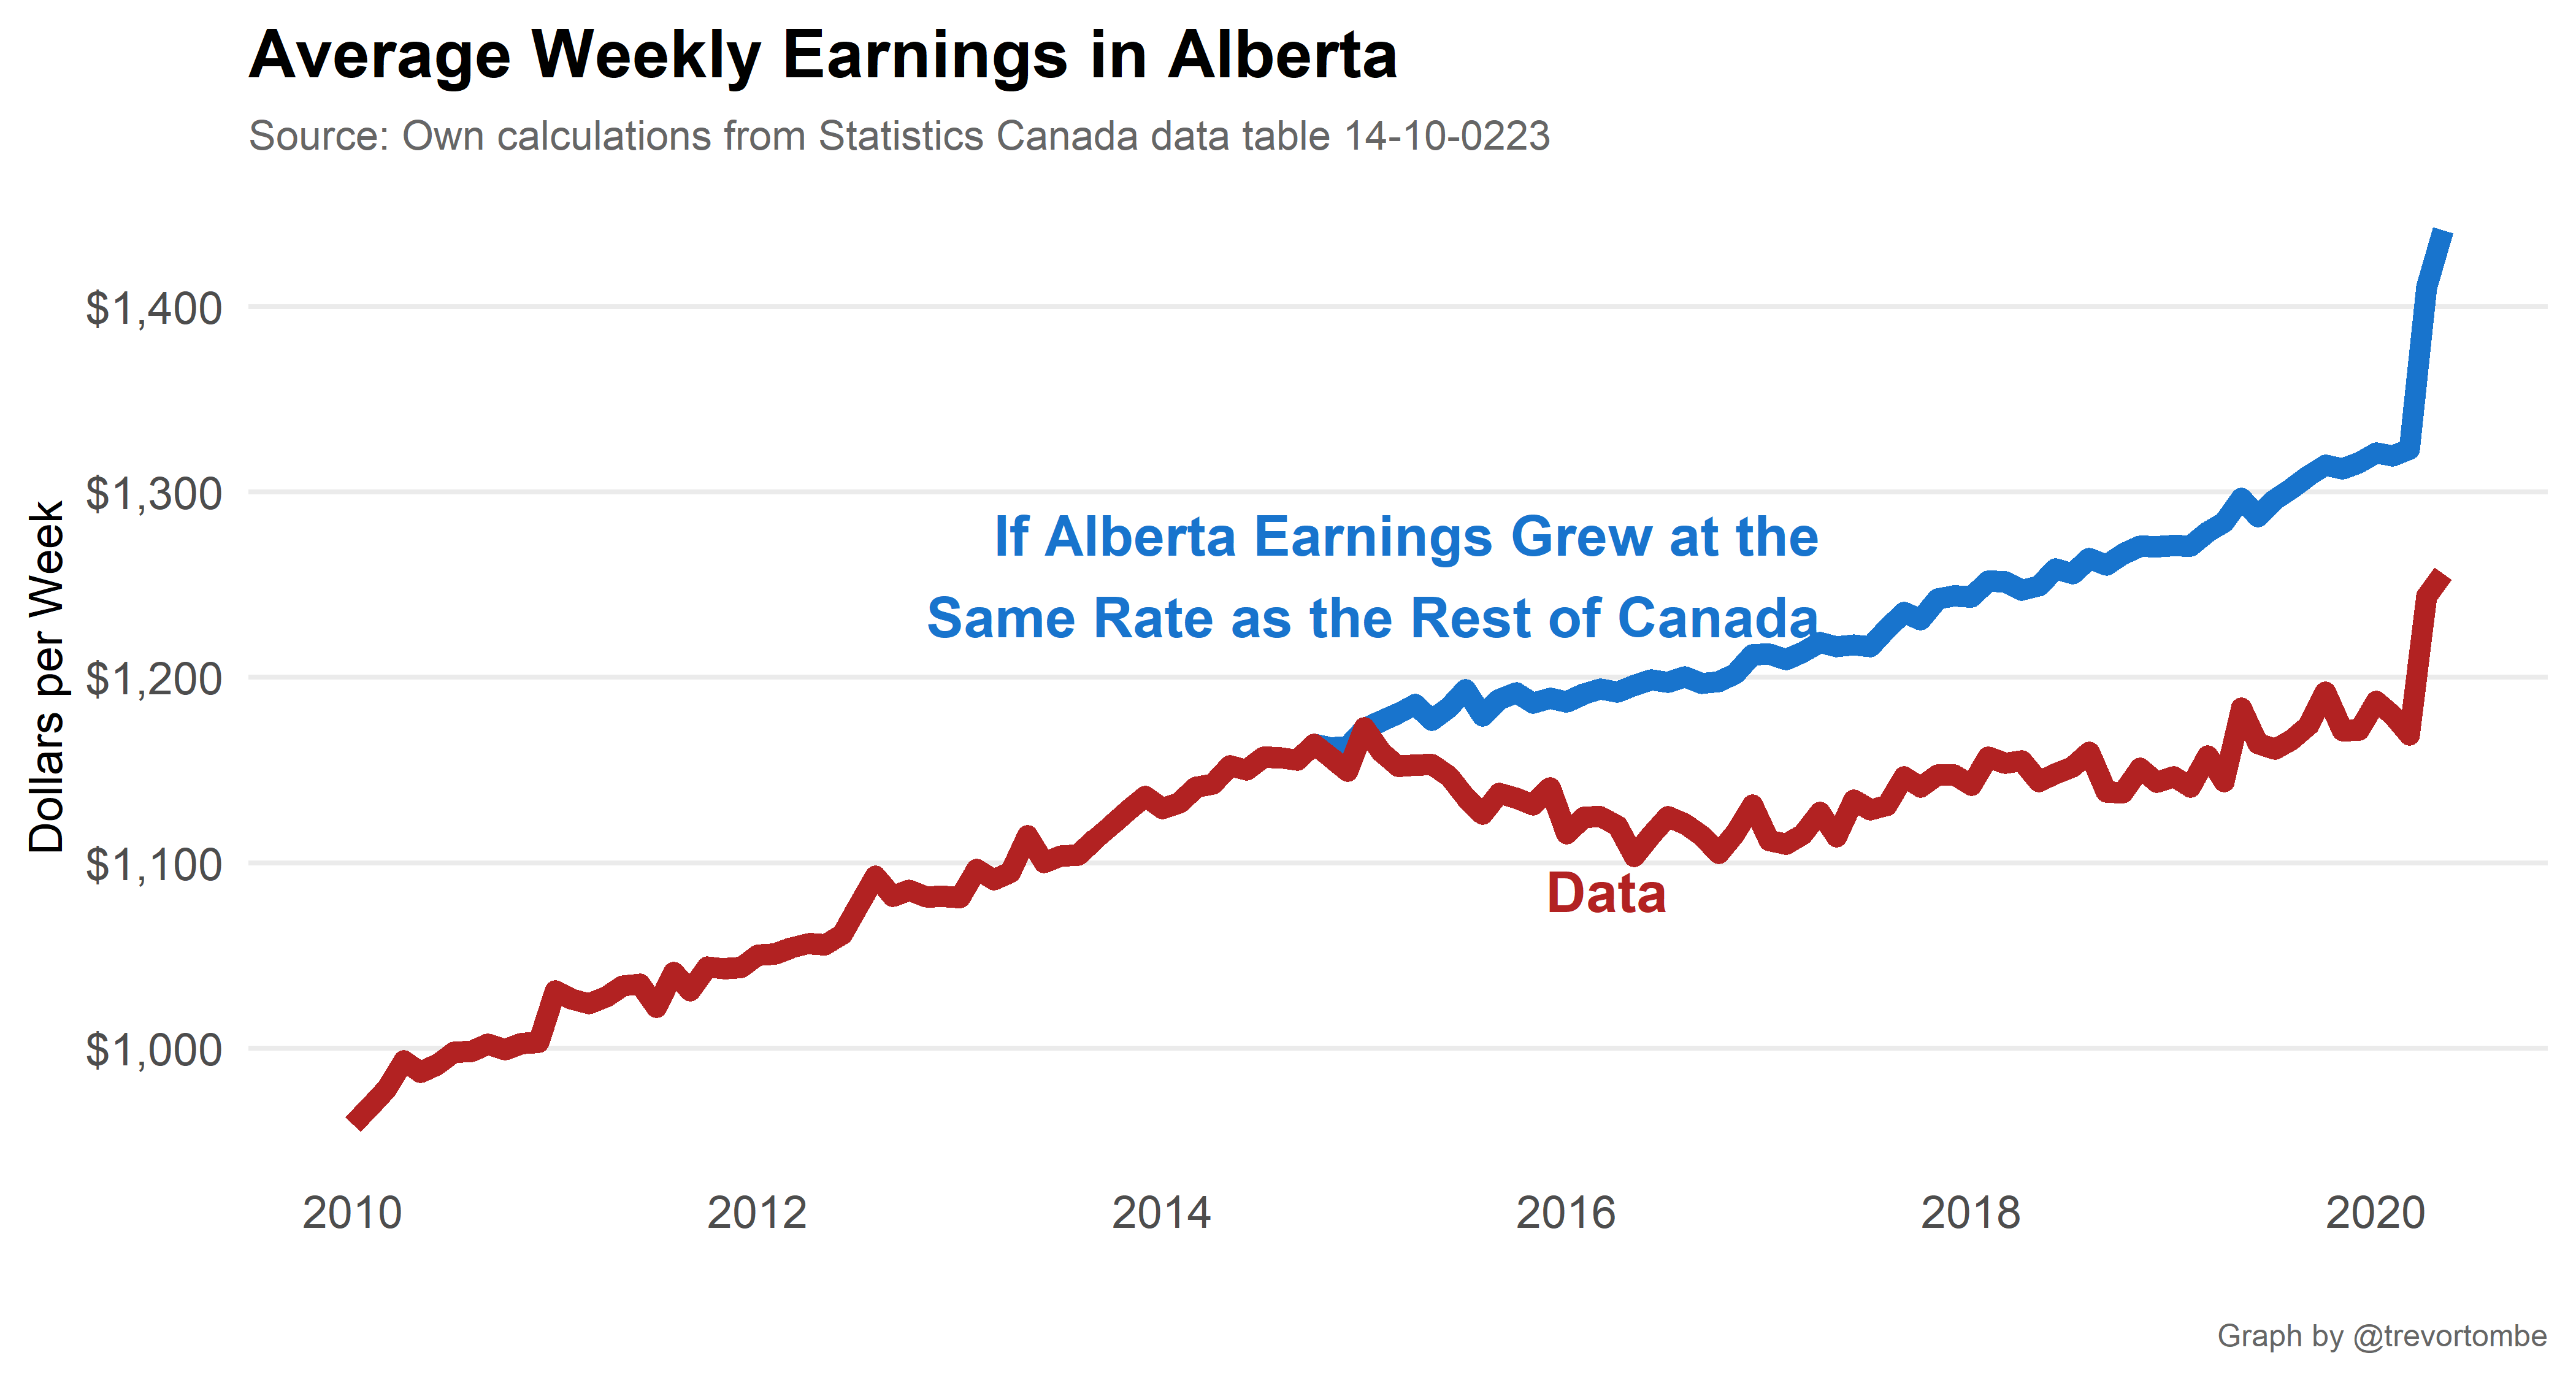 Average Weekly Earnings in Alberta
Source: Own calculations from Statistics Canada data table 14-10-0223
Dollars per Week
$1,400
$1,300
$1,200
$1,100
$1,000
If Alberta Earnings Grew at the
Same Rate as the Rest of Canada
Data
2010
2012
2014
2016
2018
2020
Graph by @trevortombe